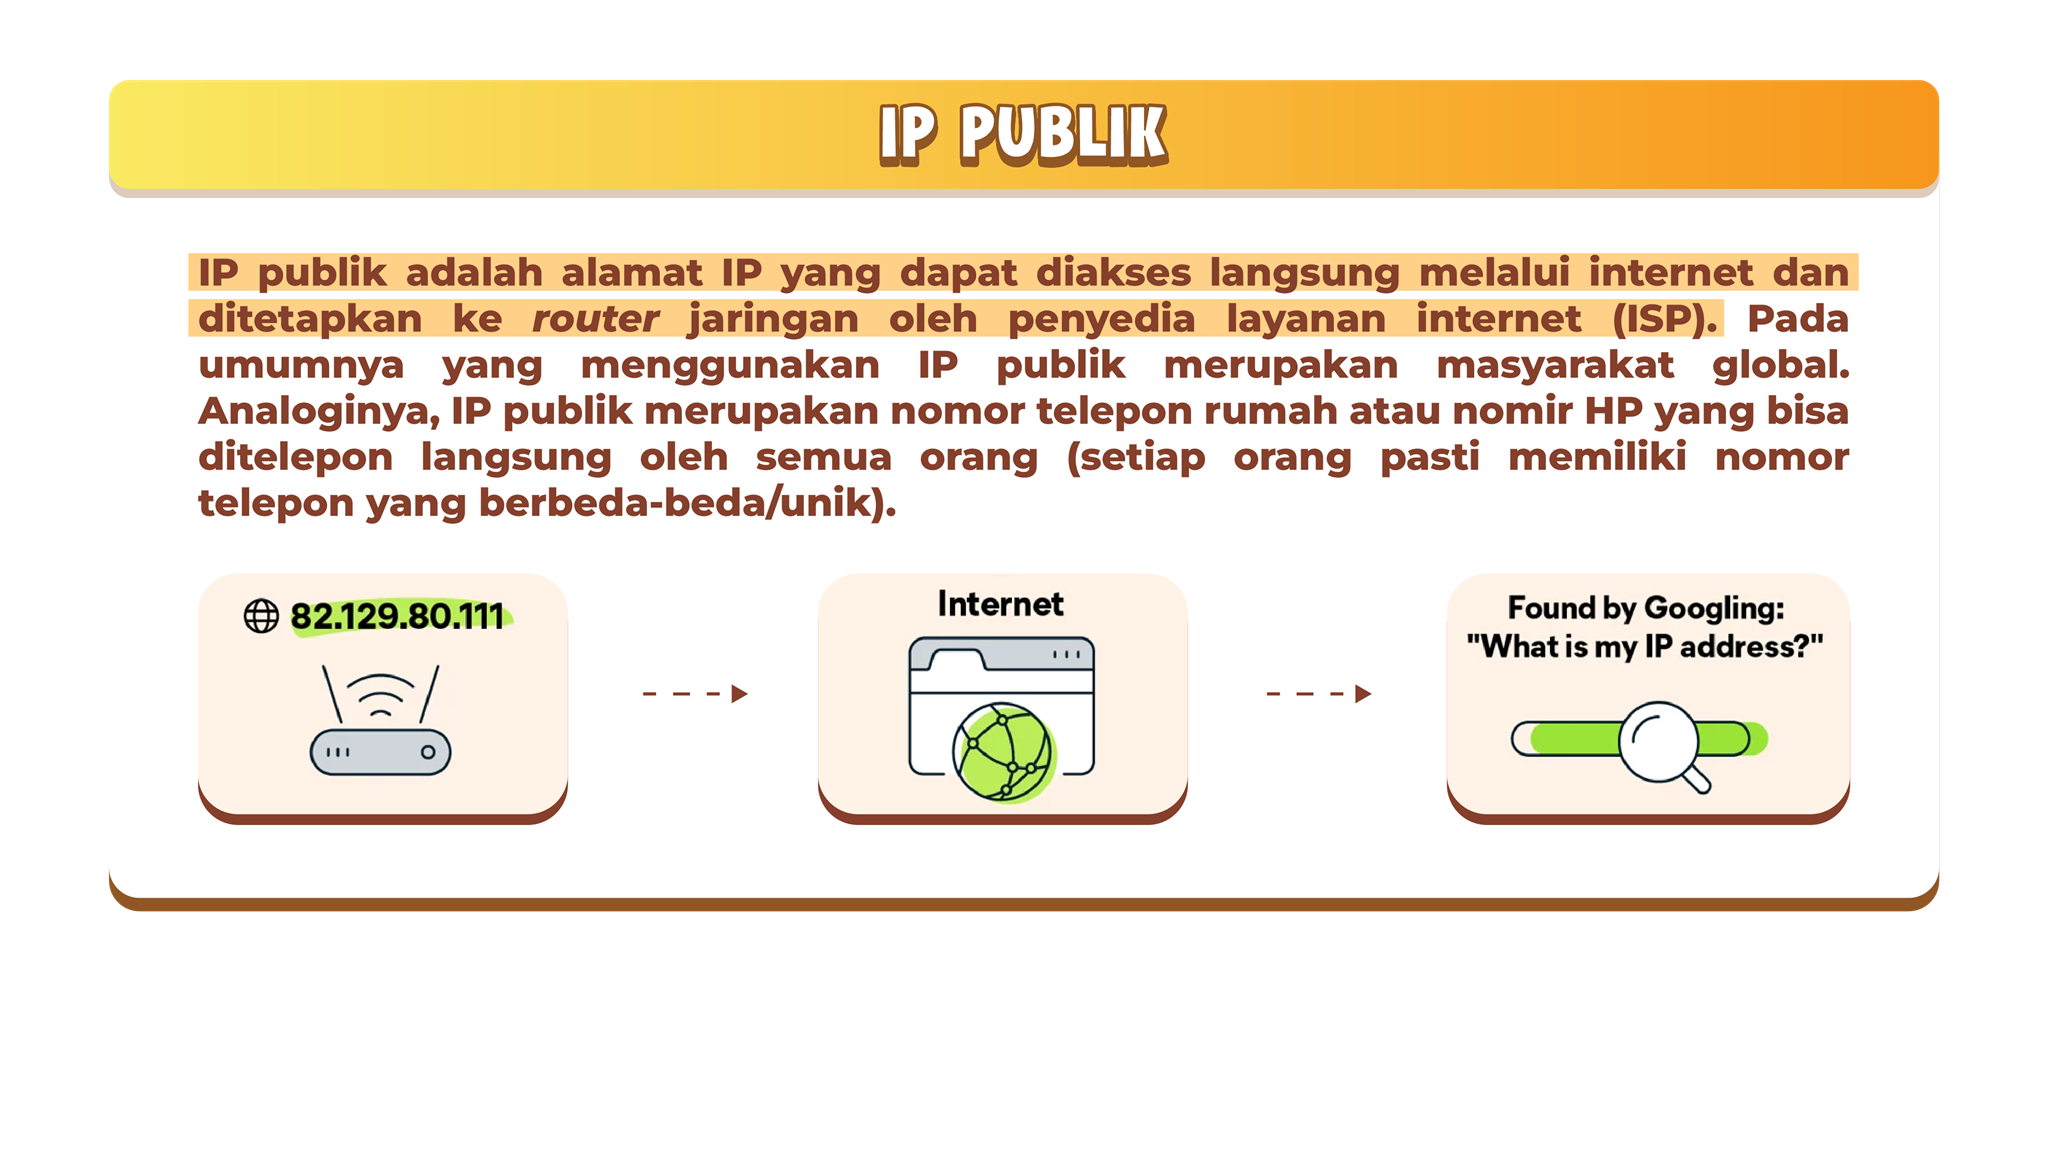 IP PUBLIK
IP publik adalah alamat IP yang dapat diakses langsung melalui internet dan
ditetapkan ke router jaringan oleh penyedia layanan internet (ISP). Pada
umumnya yang menggunakan IP publik merupakan masyarakat global.
Analoginya, IP publik merupakan nomor telepon rumah atau nomir HP yang bisa
ditelepon langsung oleh semua orang (setiap orang pasti memiliki nomor
telepon yang berbeda-beda/unik).
82.129.80.111
Internet
Found by Googling:
"What is my IP address?"